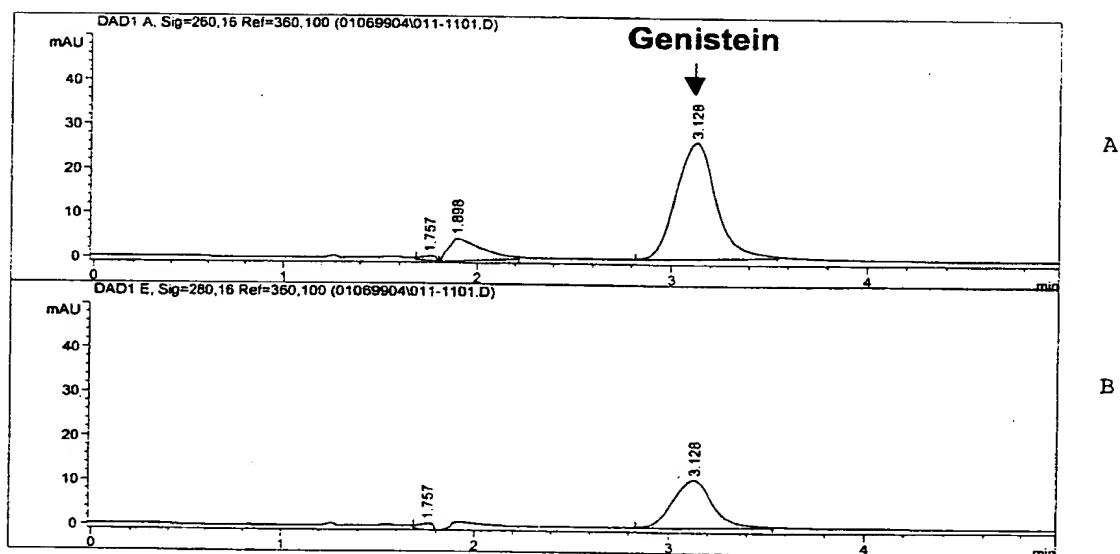 DAD1 A, Sig=260,16 Ref=360,100 (01069904\011-1101.D)
mAU
Genistein
40
30
20
10
0
1.757
1.898
3.128
A
0 1 2 3 4 min
DAD1 E, Sig=280,16 Ref=360,100 (01069904\011-1101.D)
mAU
40
30
20
10
0
1.757
3.128
B
0 1 2 3 4 min